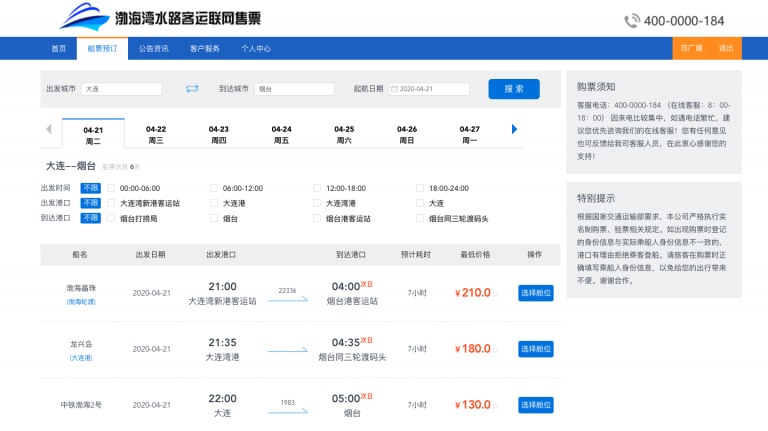 渤海湾水路客运联网售票
400-0000-184
首页 船票预订 公告资讯 客户服务 个人中心 范广建 退出
出发城市 大连 到达城市 烟台 起航日期 2020-04-21 搜 索
04-21 04-22 04-23 04-24 04-25 04-26 04-27
周二 周三 周四 周五 周六 周日 周一
大连--烟台 船票信息 6条
出发时间 不限 00:00-06:00 06:00-12:00 12:00-18:00 18:00-24:00
出发港口 不限 大连湾新港客运站 大连港 大连湾港 大连
到达港口 不限 烟台打捞局 烟台 烟台港客运站 烟台同三轮渡码头
船名 出发日期 出发港口 到达港口 预计耗时 最低价格 操作
渤海晶珠 2020-04-21 21:00 22336 04:00次日 7小时 ¥210.0起 选择舱位
(渤海轮渡) 大连湾新港客运站 烟台港客运站
龙兴岛 2020-04-21 21:35 04:35次日 7小时 ¥180.0起 选择舱位
(大连港) 大连湾港 烟台同三轮渡码头
中铁渤海2号 2020-04-21 22:00 19B3 05:00次日 7小时 ¥130.0起 选择舱位
大连 烟台
购票须知
客服电话：400-0000-184 （在线客服：8：00-
18：00） 因来电比较集中，如遇电话繁忙，建
议您优先咨询我们的在线客服！您有任何意见
也可反馈给我司客服人员，在此衷心感谢您的
支持！
特别提示
根据国家交通运输部要求，本公司严格执行实
名制购票、验票相关规定。如出现购票时登记
的身份信息与实际乘船人身份信息不一致的，
港口有理由拒绝乘客登船。请旅客在购票时正
确填写乘船人身份信息，以免给您的出行带来
不便。谢谢合作。